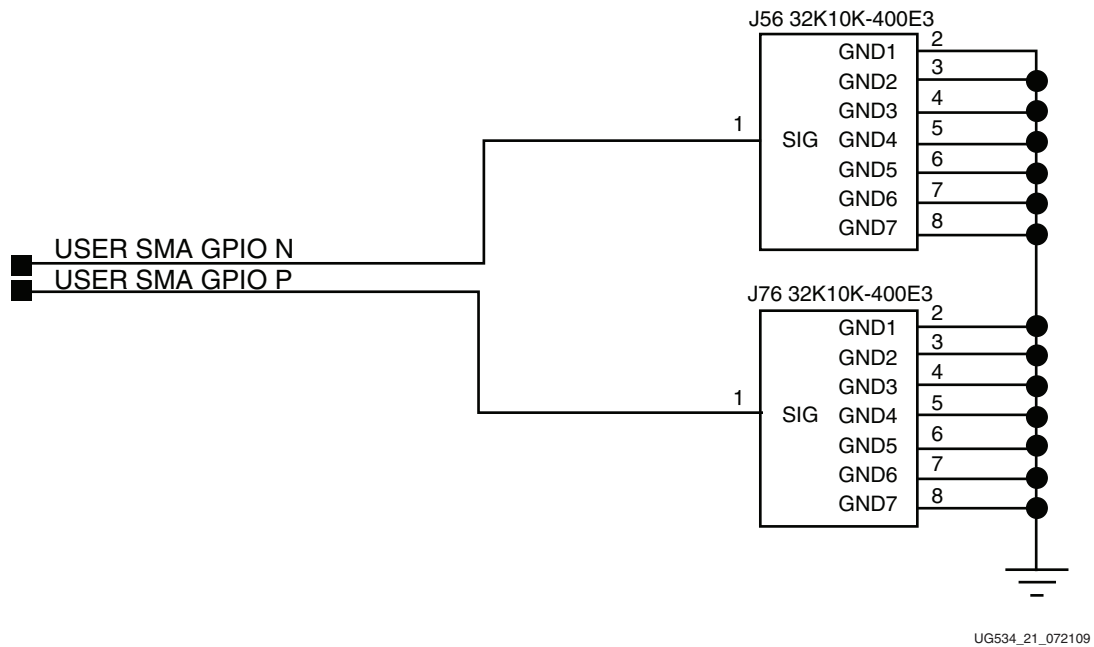 J56 32K10K-400E3
GND1 2
GND2 3
GND3 4
1 SIG GND4 5
GND5 6
GND6 7
GND7 8
USER SMA GPIO N
USER SMA GPIO P
J76 32K10K-400E3
GND1 2
GND2 3
GND3 4
1 SIG GND4 5
GND5 6
GND6 7
GND7 8
UG534_21_072109